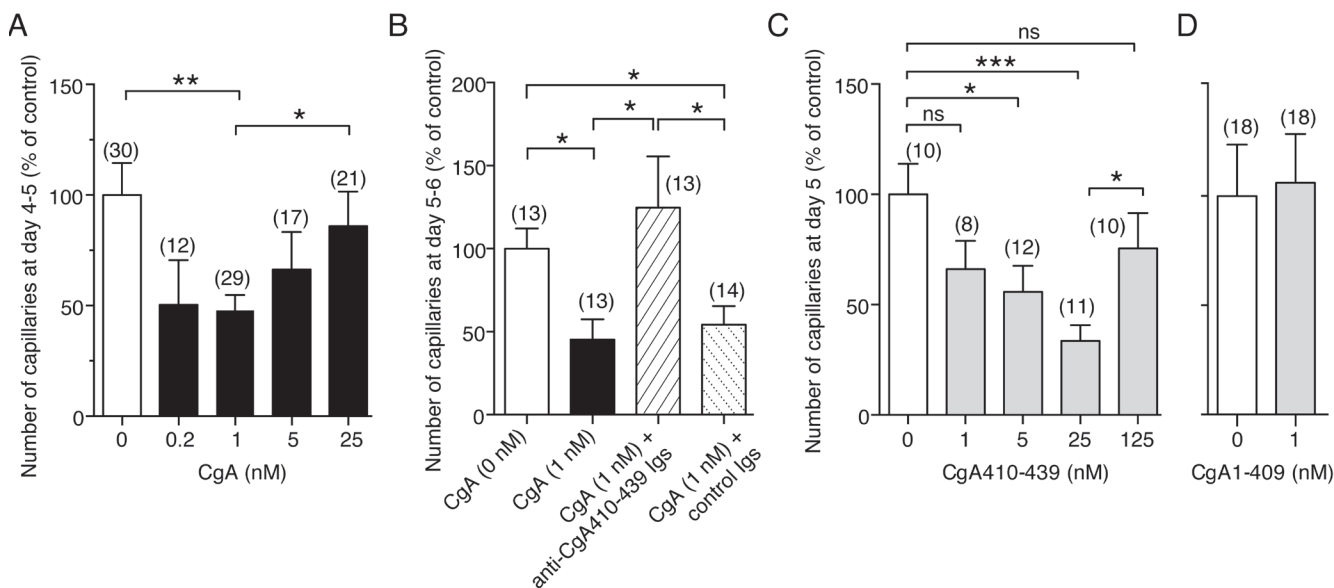 A
Number of capillaries at day 4-5 (% of control)
150
100
50
0
**
*
(30)
(12)
(29)
(17)
(21)
0 0.2 1 5 25
CgA (nM)
B
Number of capillaries at day 5-6 (% of control)
200
150
100
50
0
*
*
*
*
(13)
(13)
(13)
(14)
CgA (0 nM)
CgA (1 nM)
CgA (1 nM) +
anti-CgA410-439 Igs
CgA (1 nM) +
control Igs
C
Number of capillaries at day 5 (% of control)
150
100
50
0
ns
***
*
ns
*
(10)
(8)
(12)
(11)
(10)
0 1 5 25 125
CgA410-439 (nM)
D
(18)
(18)
0 1
CgA1-409 (nM)